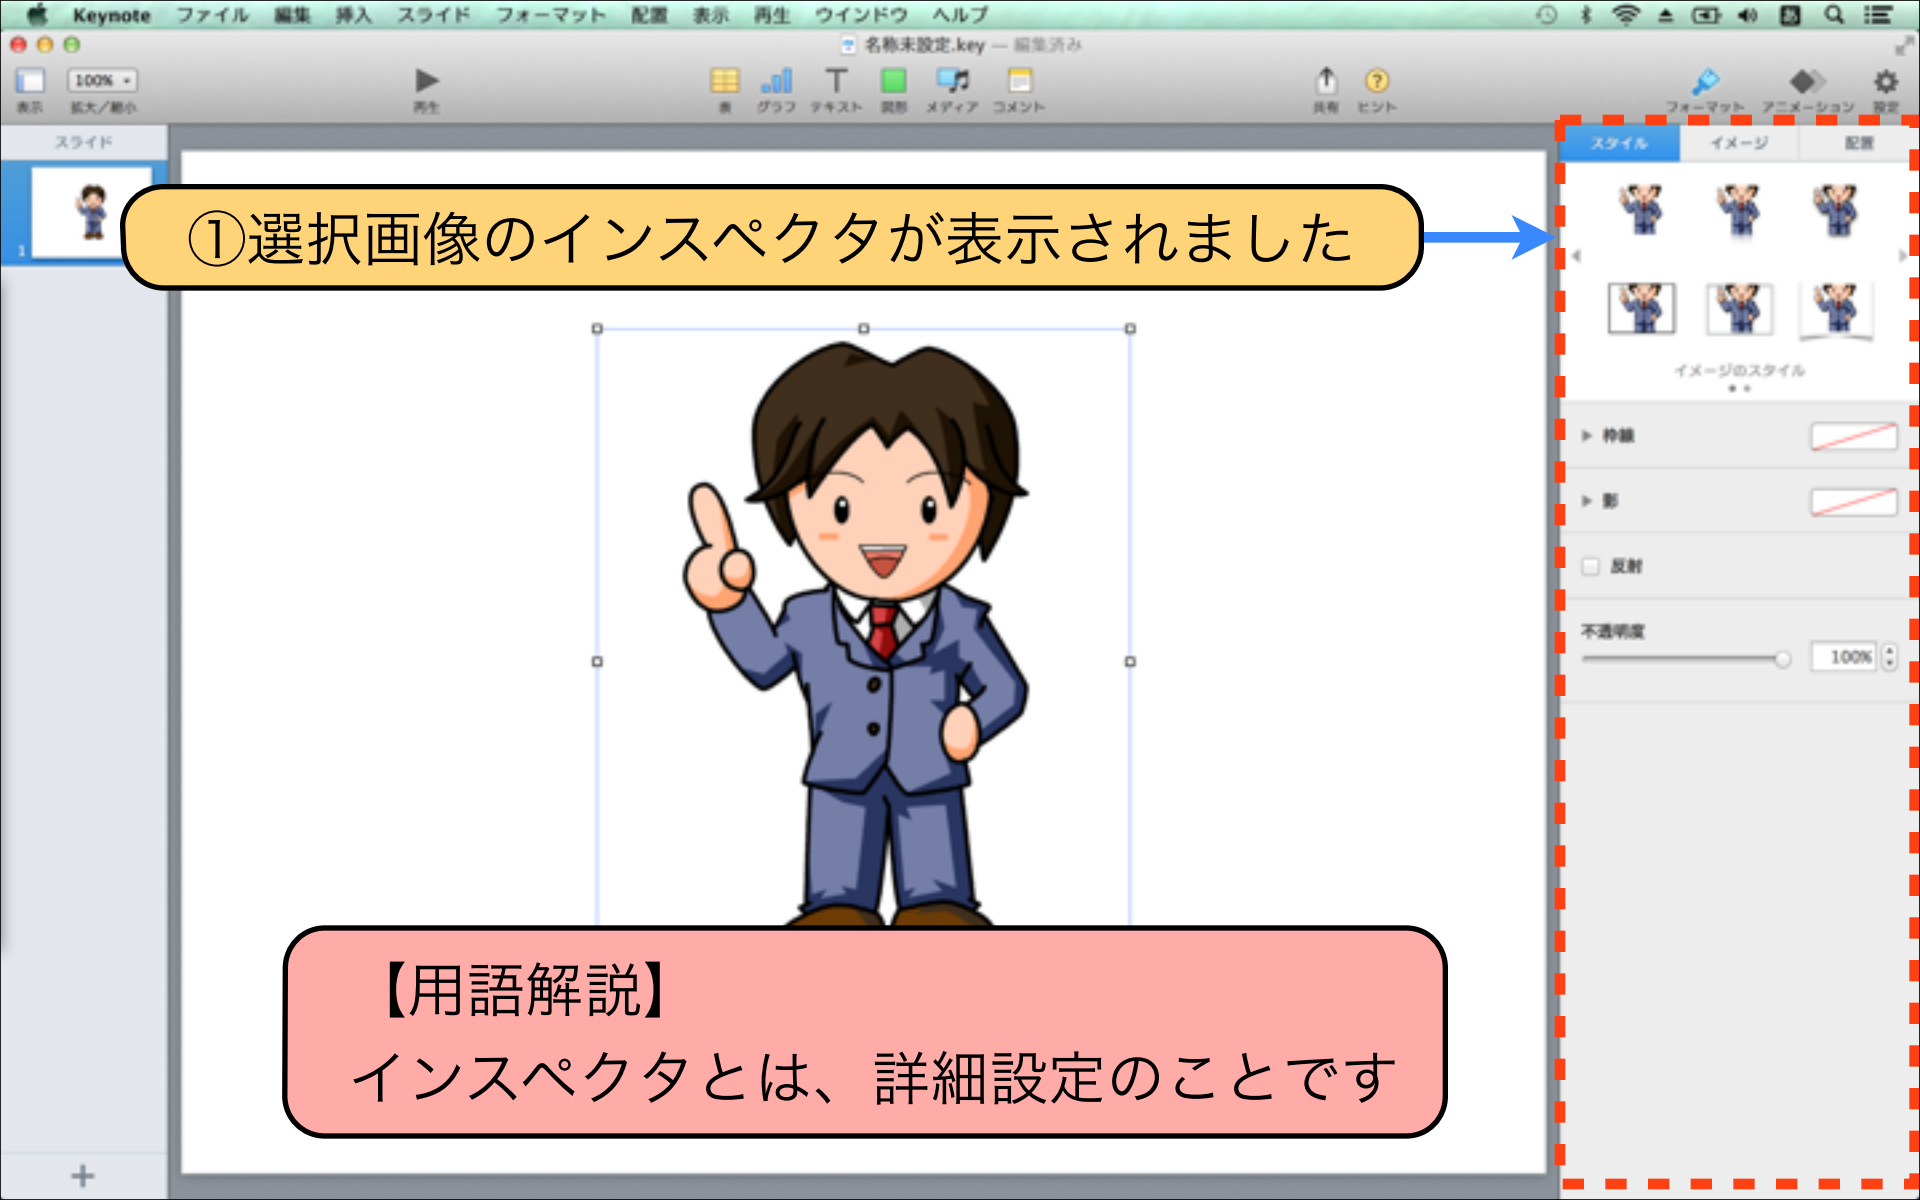 Keynote ファイル 編集 挿入 スライド フォーマット 配置 表示 再生 ウインドウ ヘルプ
名称未設定.key — 編集済み
100%
表示 拡大/縮小 再生 表 グラフ テキスト 図形 メディア コメント 共有 ヒント フォーマット アニメーション 設定
スライド
スタイル イメージ 配置
1
①選択画像のインスペクタが表示されました
イメージのスタイル
枠線
影
反射
不透明度
100%
【用語解説】
インスペクタとは、詳細設定のことです